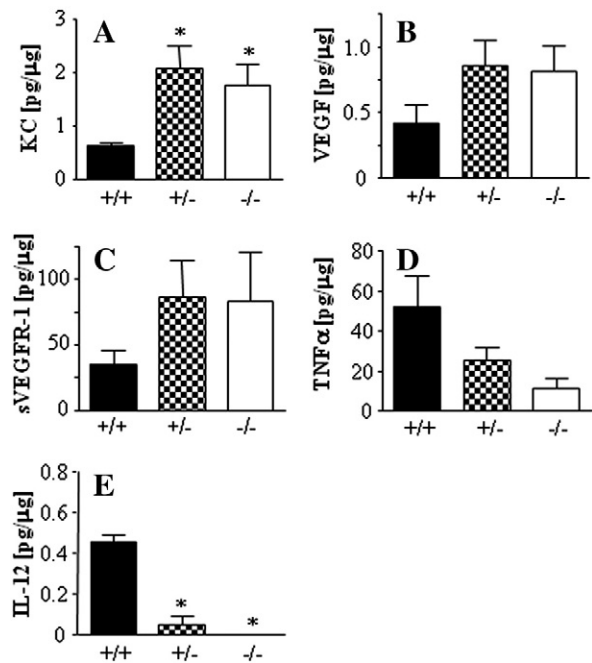 A
KC [pg/µg]
3
2
1
0
* *
+/+ +/- -/-
B
VEGF [pg/µg]
1.0
0.5
0
+/+ +/- -/-
C
sVEGFR-1 [pg/µg]
100
50
0
+/+ +/- -/-
D
TNFα [pg/µg]
80
60
40
20
0
+/+ +/- -/-
E
IL-12 [pg/µg]
0.8
0.6
0.4
0.2
0
* *
+/+ +/- -/-